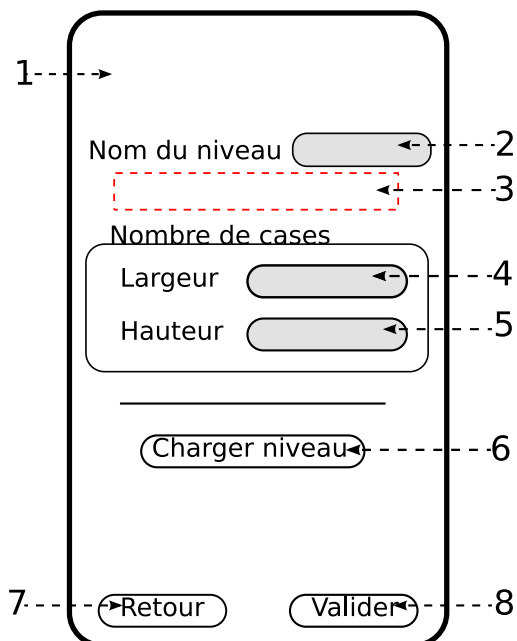 1
Nom du niveau 2
3
Nombre de cases
Largeur 4
Hauteur 5
Charger niveau 6
7 Retour Valider 8